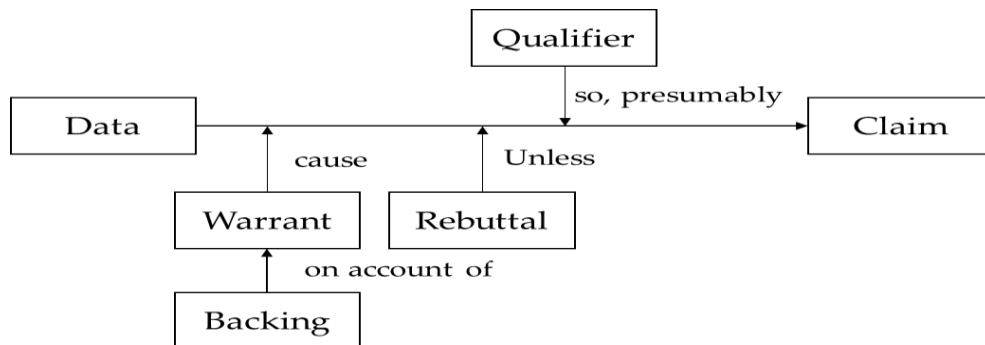 Qualifier
so, presumably
Data
Claim
cause
Unless
Warrant
Rebuttal
on account of
Backing